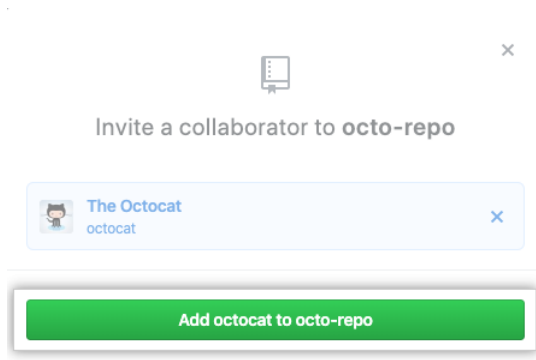 Invite a collaborator to octo-repo
The Octocat
octocat
Add octocat to octo-repo